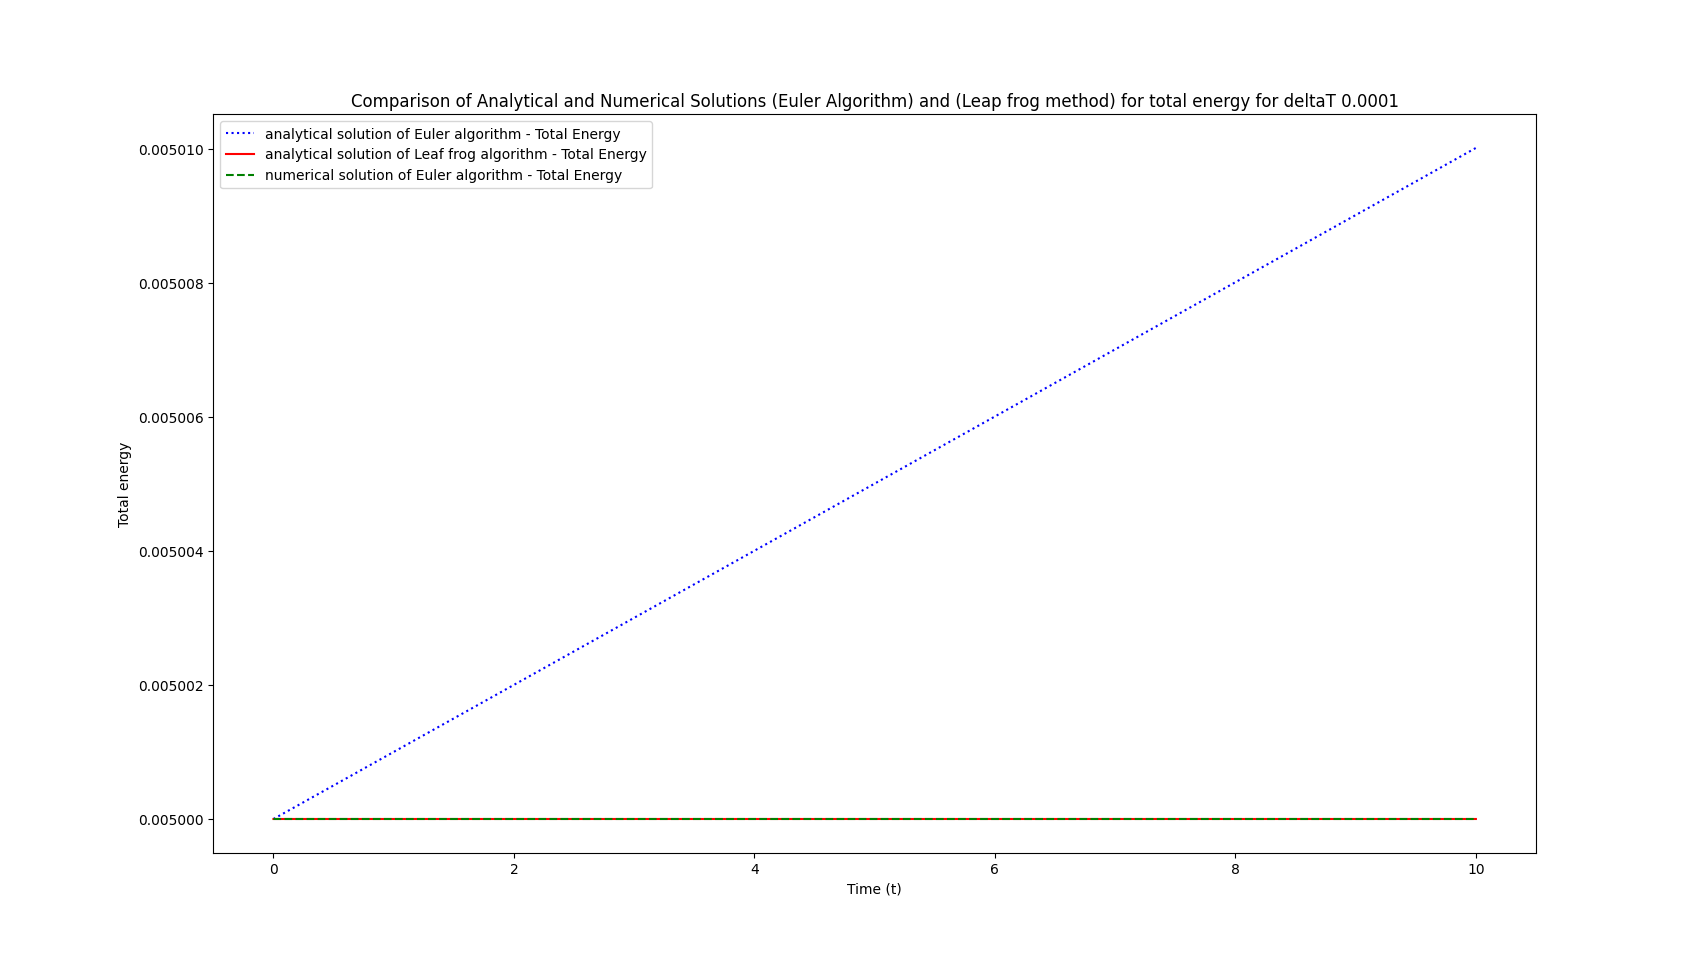 Comparison of Analytical and Numerical Solutions (Euler Algorithm) and (Leap frog method) for total energy for deltaT 0.0001
analytical solution of Euler algorithm - Total Energy
analytical solution of Leaf frog algorithm - Total Energy
numerical solution of Euler algorithm - Total Energy
0.005010
0.005008
0.005006
0.005004
0.005002
0.005000
Total energy
0 2 4 6 8 10
Time (t)